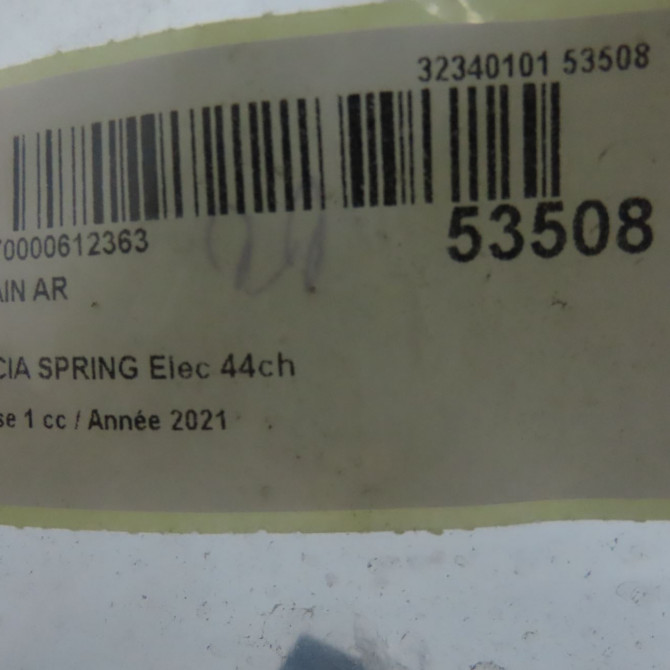 32340101 53508
70000612363
53508
AIN AR
CIA SPRING Elec 44ch
se 1 cc / Année 2021